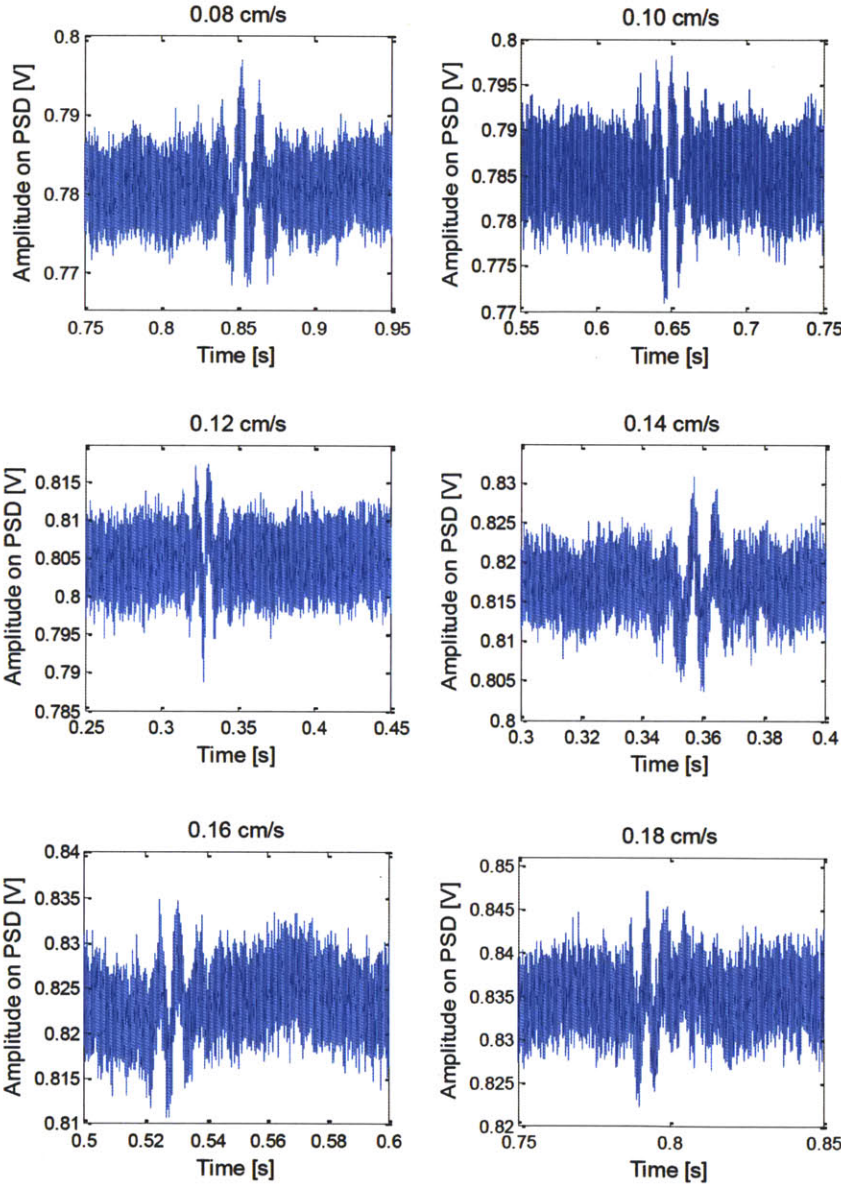 0.08 cm/s
Amplitude on PSD [V]
0.8
0.79
0.78
0.77
0.75 0.8 0.85 0.9 0.95
Time [s]
0.10 cm/s
Amplitude on PSD [V]
0.8
0.795
0.79
0.785
0.78
0.775
0.77
0.55 0.6 0.65 0.7 0.75
Time [s]
0.12 cm/s
Amplitude on PSD [V]
0.815
0.81
0.805
0.8
0.795
0.79
0.785
0.25 0.3 0.35 0.4 0.45
Time [s]
0.14 cm/s
Amplitude on PSD [V]
0.83
0.825
0.82
0.815
0.81
0.805
0.8
0.3 0.32 0.34 0.36 0.38 0.4
Time [s]
0.16 cm/s
Amplitude on PSD [V]
0.84
0.835
0.83
0.825
0.82
0.815
0.81
0.5 0.52 0.54 0.56 0.58 0.6
Time [s]
0.18 cm/s
Amplitude on PSD [V]
0.85
0.845
0.84
0.835
0.83
0.825
0.82
0.75 0.8 0.85
Time [s]